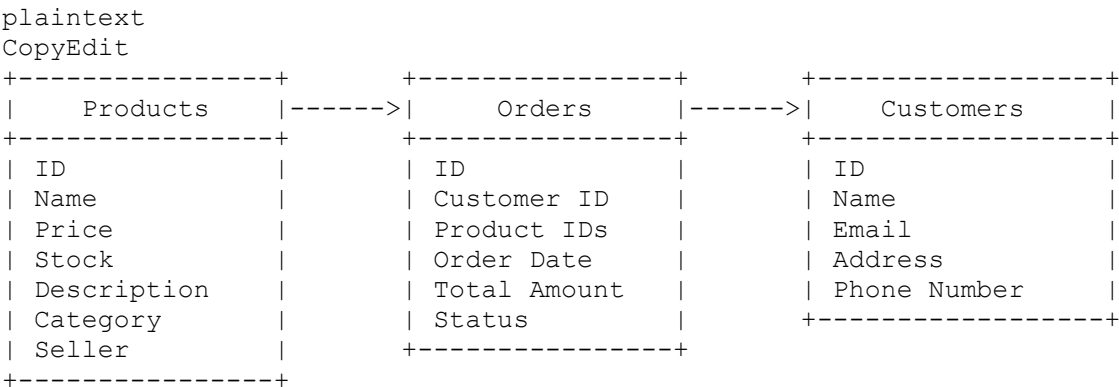 plaintext
CopyEdit
+----------------+       +----------------+       +------------------+
|    Products    |------>|     Orders     |------>|    Customers     |
+----------------+       +----------------+       +------------------+
| ID             |       | ID             |       | ID               |
| Name           |       | Customer ID    |       | Name             |
| Price          |       | Product IDs    |       | Email            |
| Stock          |       | Order Date     |       | Address          |
| Description    |       | Total Amount   |       | Phone Number     |
| Category       |       | Status         |       +------------------+
| Seller         |       +----------------+
+----------------+